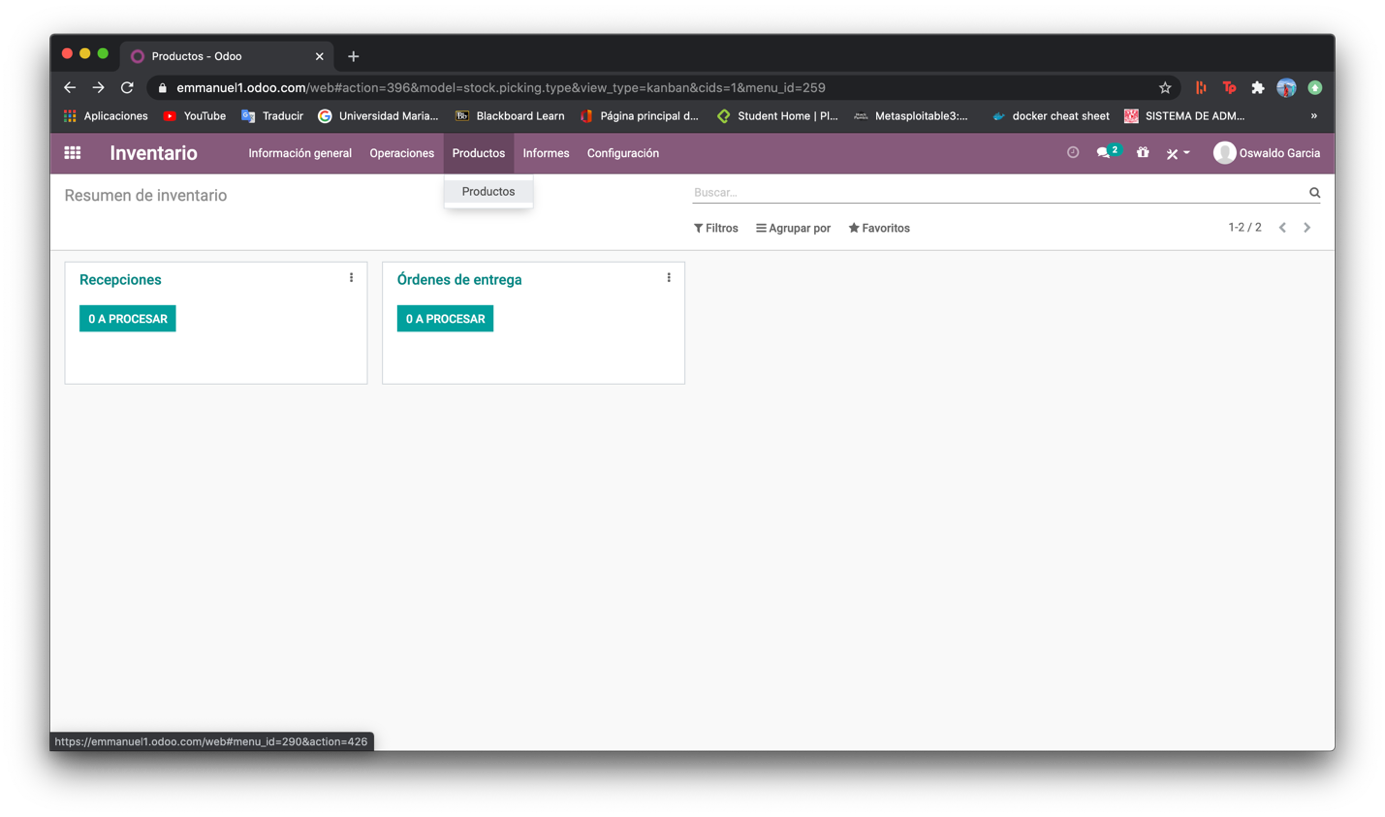 Productos - Odoo
emmanuel1.odoo.com/web#action=396&model=stock.picking.type&view_type=kanban&cids=1&menu_id=259
Aplicaciones YouTube Traducir Universidad Maria... Blackboard Learn Página principal d... Student Home | Pl... Metasploitable3:... docker cheat sheet SISTEMA DE ADM... »
Inventario Información general Operaciones Productos Informes Configuración 2 Oswaldo Garcia
Productos
Resumen de inventario
Buscar...
Filtros Agrupar por Favoritos 1-2 / 2
Recepciones
0 A PROCESAR
Órdenes de entrega
0 A PROCESAR
https://emmanuel1.odoo.com/web#menu_id=290&action=426